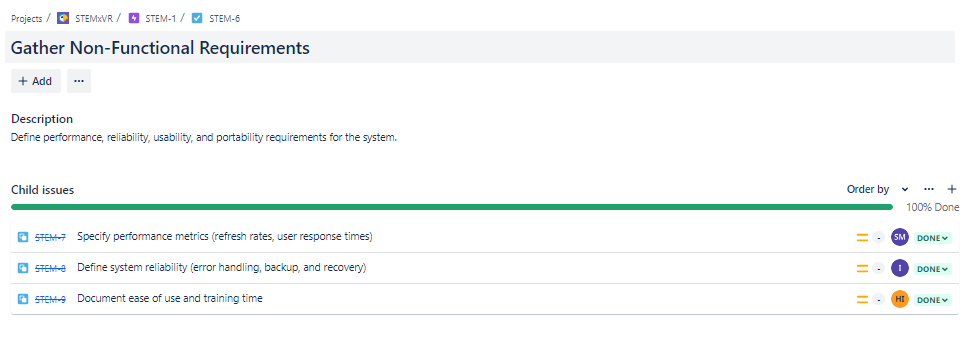 Projects / STEMxVR / STEM-1 / STEM-6
Gather Non-Functional Requirements
+ Add ...
Description
Define performance, reliability, usability, and portability requirements for the system.
Child issues Order by ... +
100% Done
STEM-7 Specify performance metrics (refresh rates, user response times) - SM DONE
STEM-8 Define system reliability (error handling, backup, and recovery) - I DONE
STEM-9 Document ease of use and training time - HI DONE